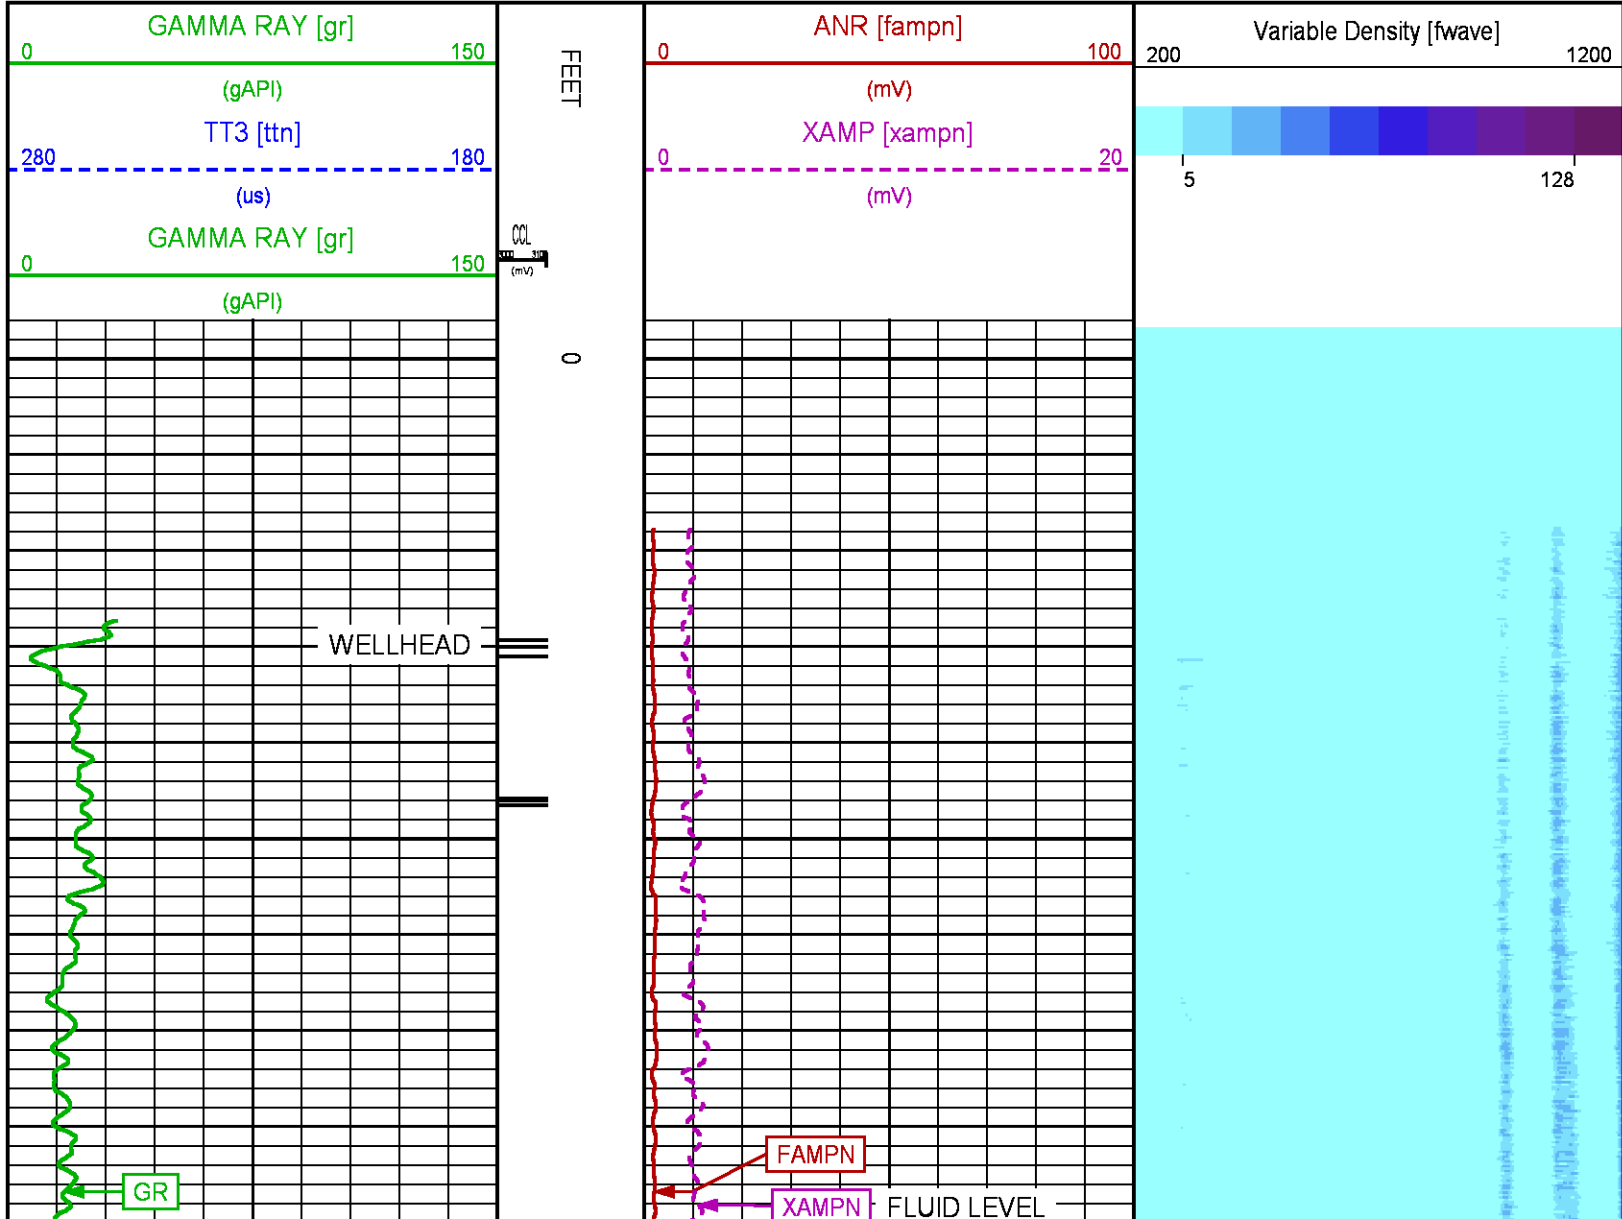 GAMMA RAY [gr]
0 150
(gAPI)
TT3 [ttn]
280 180
(us)
GAMMA RAY [gr]
0 150
(gAPI)
FEET
CCL
(mV)
0
ANR [fampn]
0 100
(mV)
XAMP [xampn]
0 20
(mV)
Variable Density [fwave]
200 1200
5 128
WELLHEAD
GR
FAMPN
XAMPN FLUID LEVEL